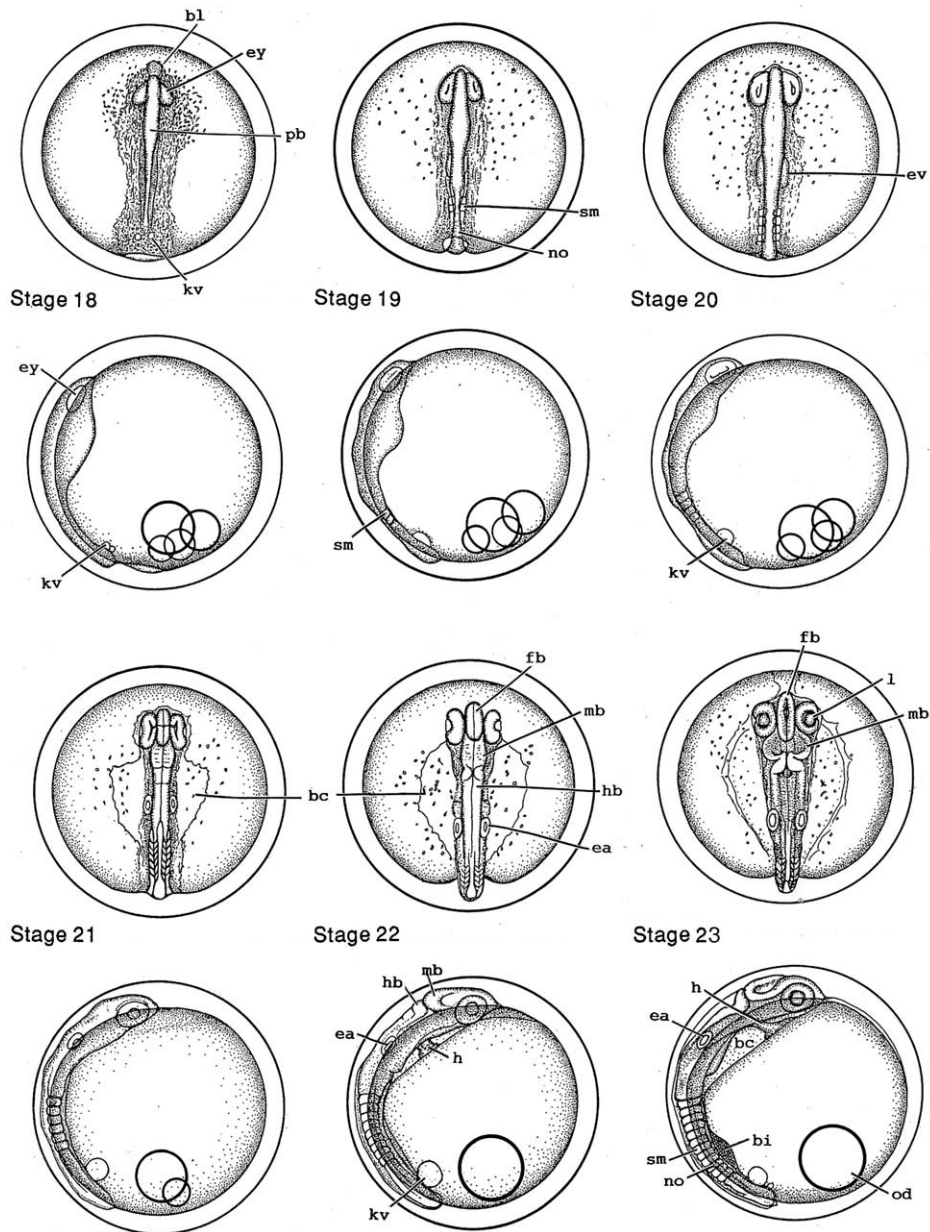 bl
ey
pb
kv
sm
no
ev
Stage 18
Stage 19
Stage 20
ey
kv
sm
kv
bc
fb
mb
hb
ea
fb
l
mb
Stage 21
Stage 22
Stage 23
hb
mb
ea
h
kv
h
ea
bc
bi
sm
no
od